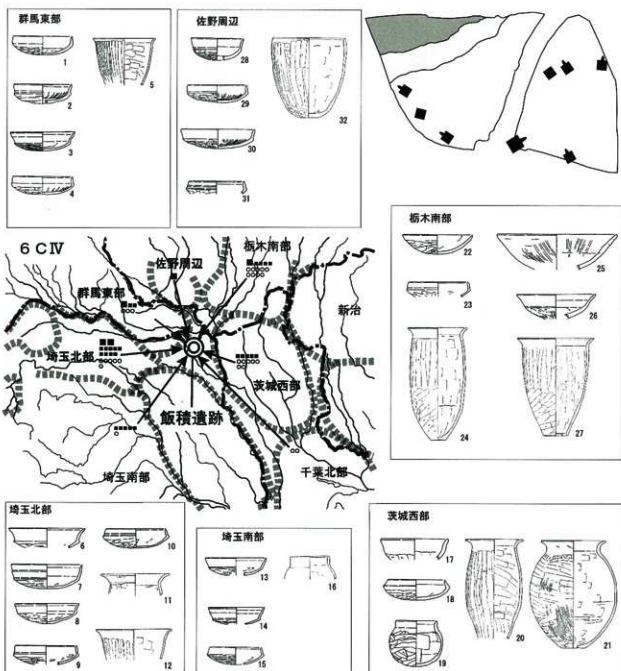 群馬東部
1
2
3
4
5
佐野周辺
28
29
30
31
32
6 C Ⅳ
栃木南部
佐野周辺
群馬東部
新治
埼玉北部
茨城西部
飯積遺跡
千葉北部
埼玉南部
栃木南部
22
23
24
25
26
27
埼玉北部
6
7
8
9
10
11
12
埼玉南部
13
14
15
16
茨城西部
17
18
19
20
21